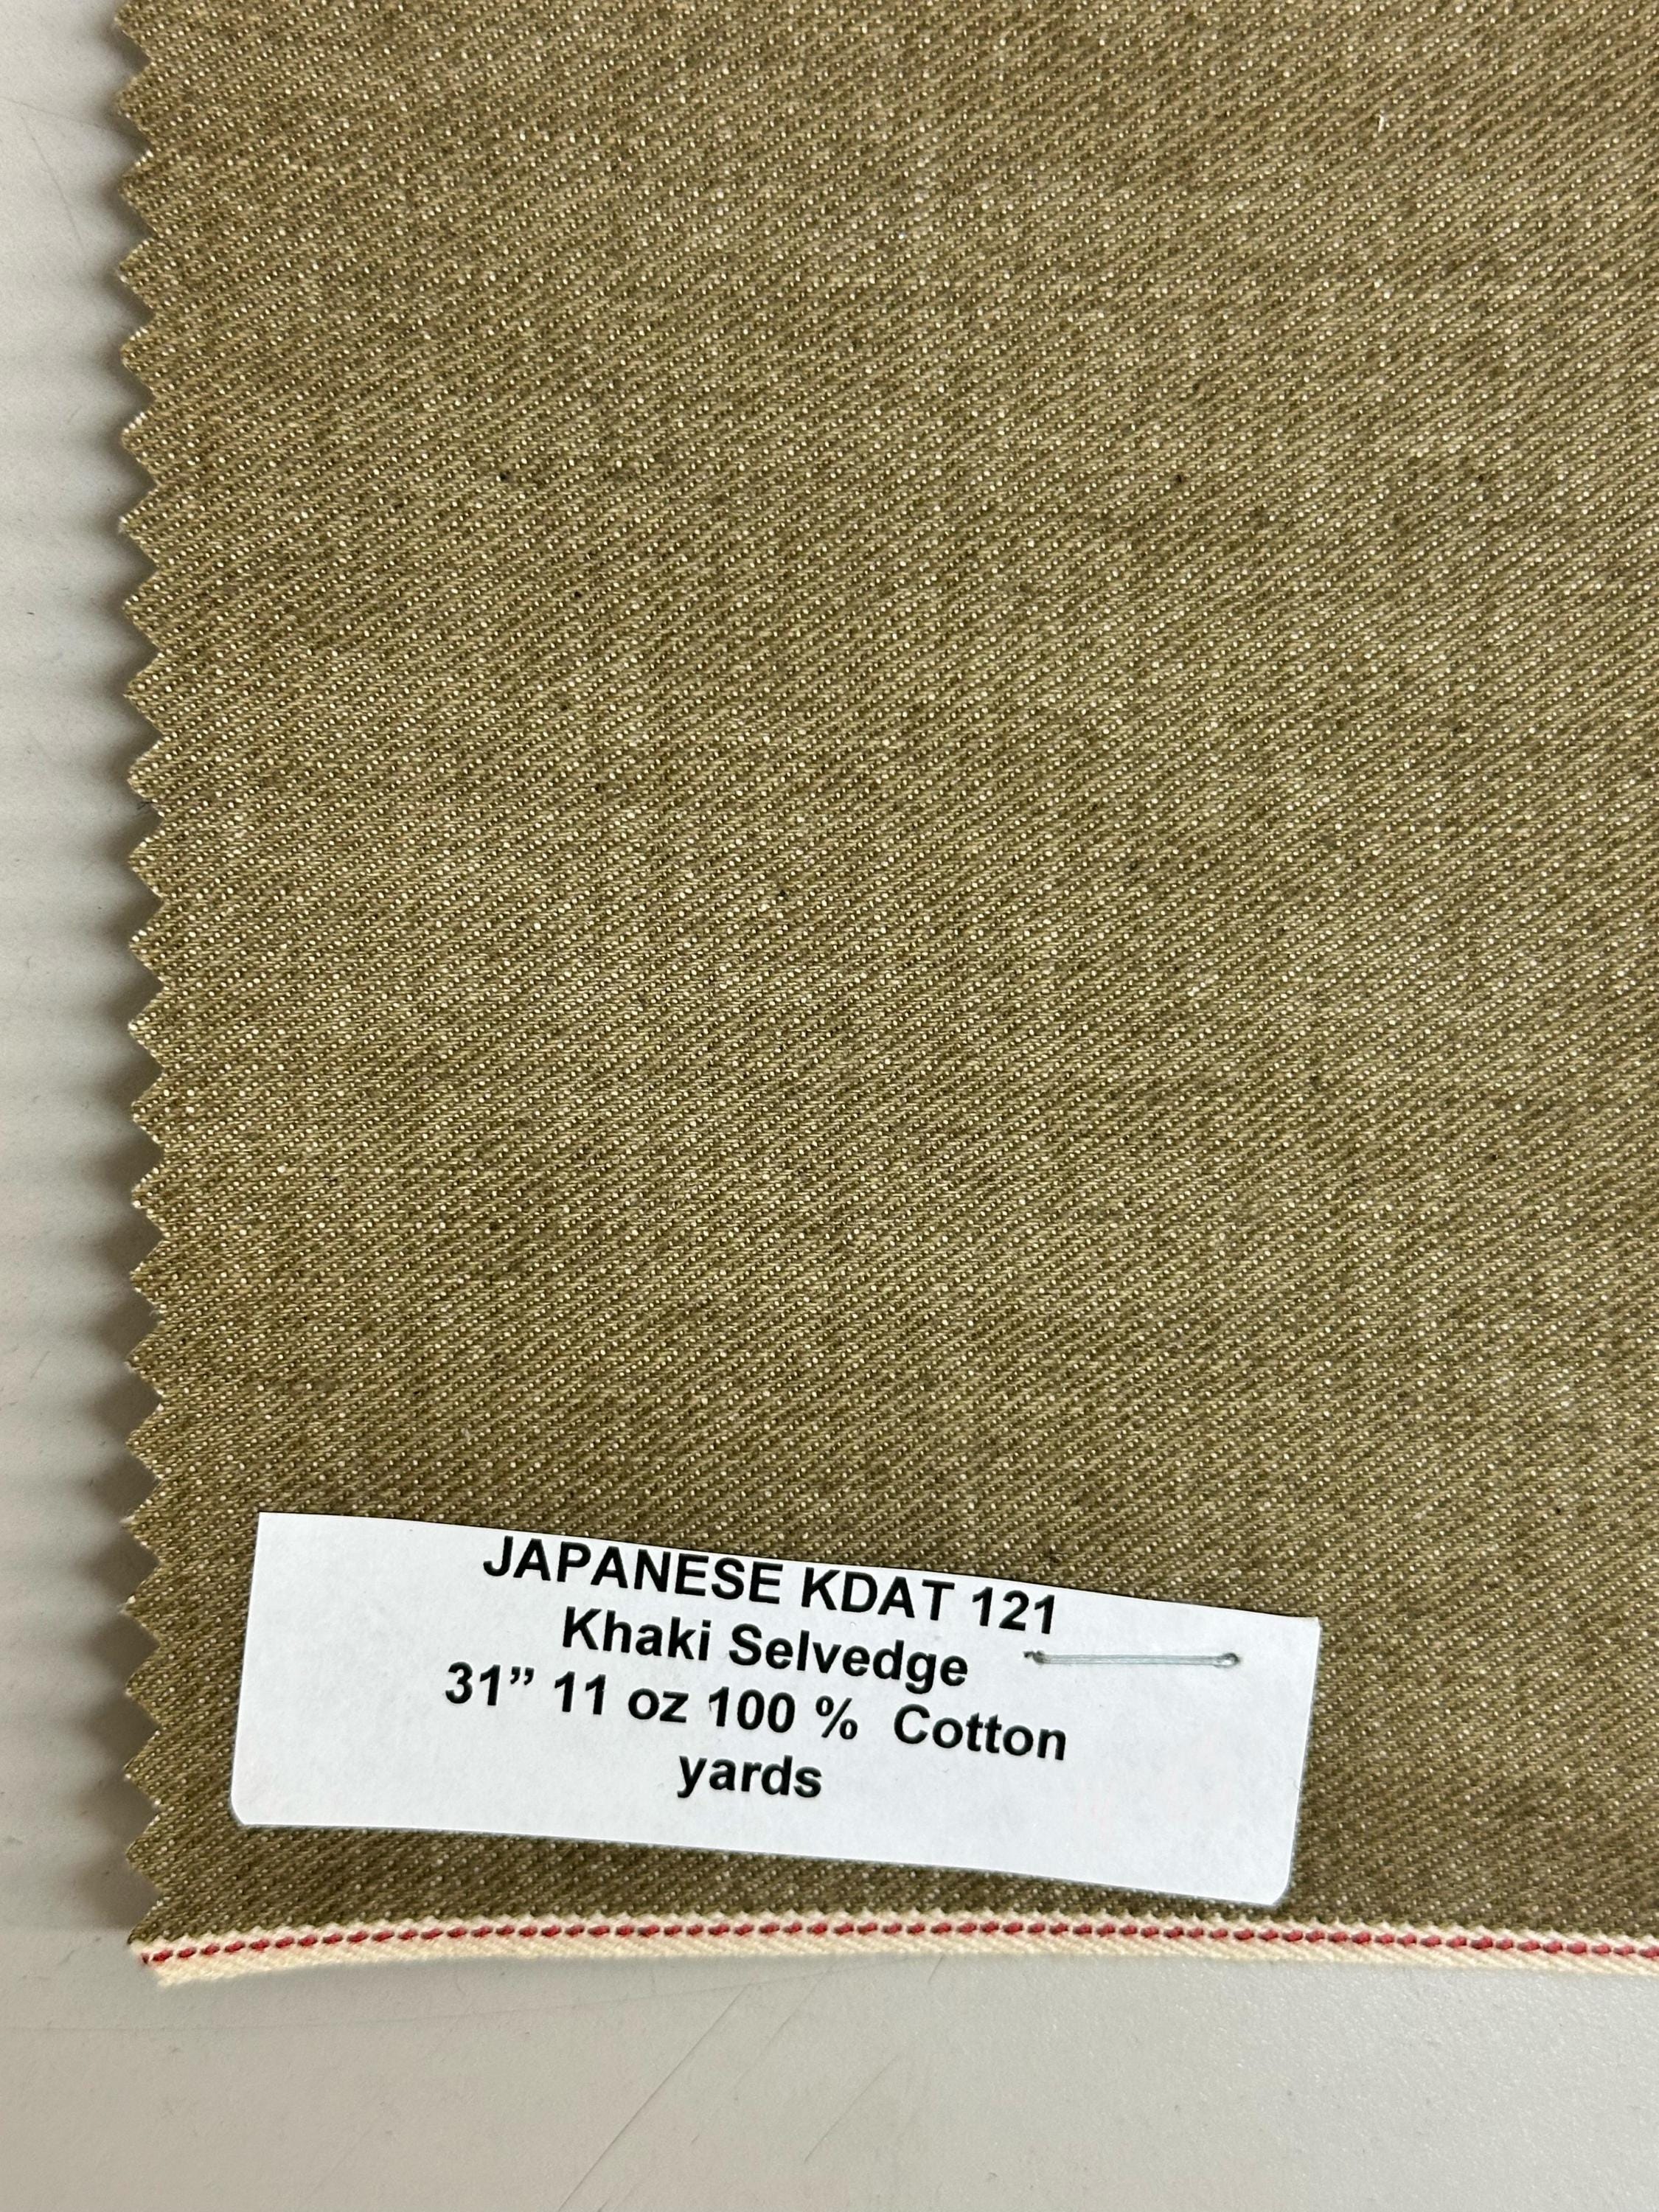 JAPANESE KDAT 121
Khaki Selvedge
31” 11 oz 100 % Cotton
yards